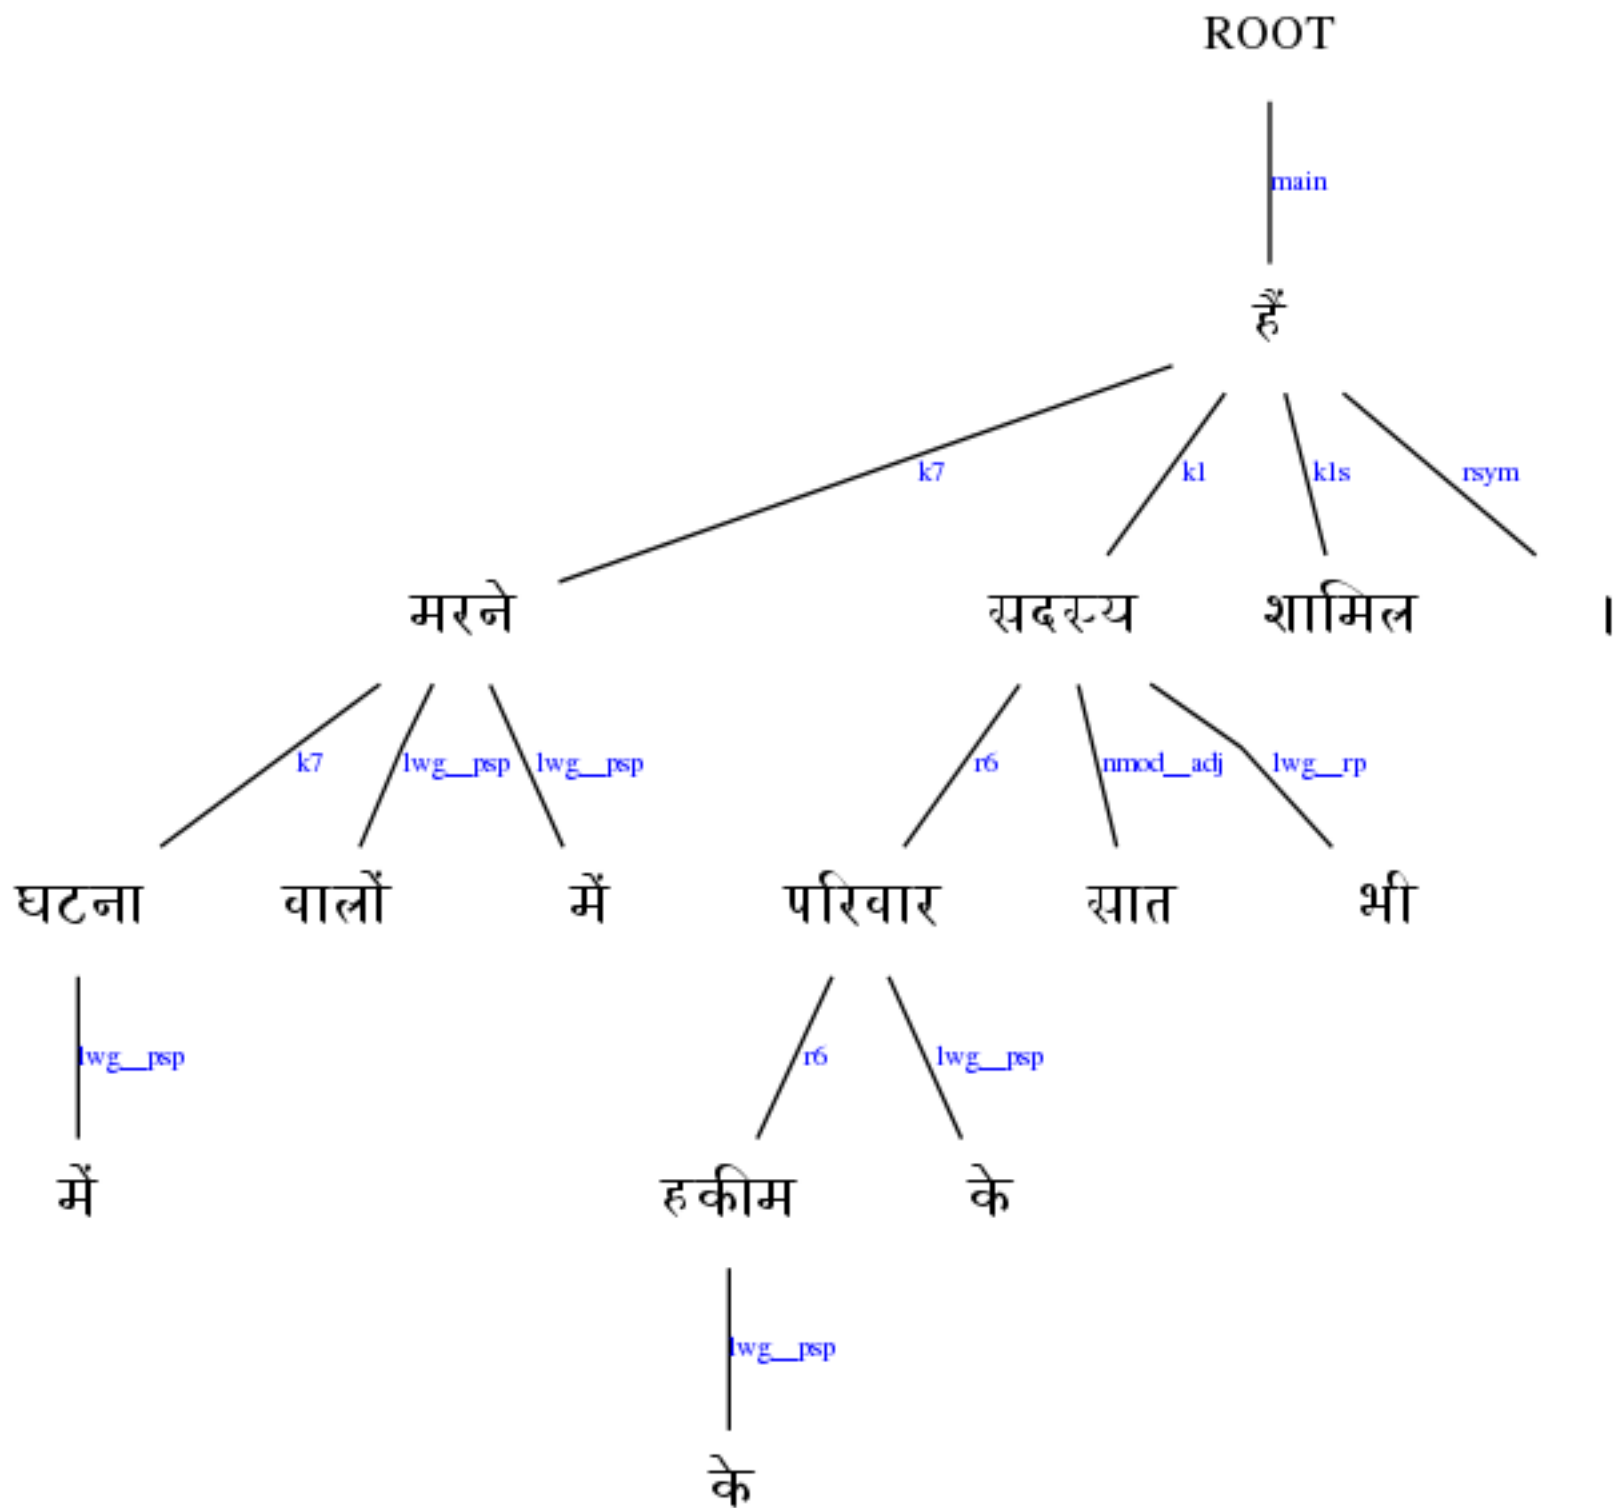 ROOT
main
हैं
k7 k1 k1s rsym
मरने सदस्य शामिल ।
k7 lwg__psp lwg__psp r6 nmod__adj lwg__rp
घटना वालों में परिवार सात भी
lwg__psp r6 lwg__psp
में हकीम के
lwg__psp
के